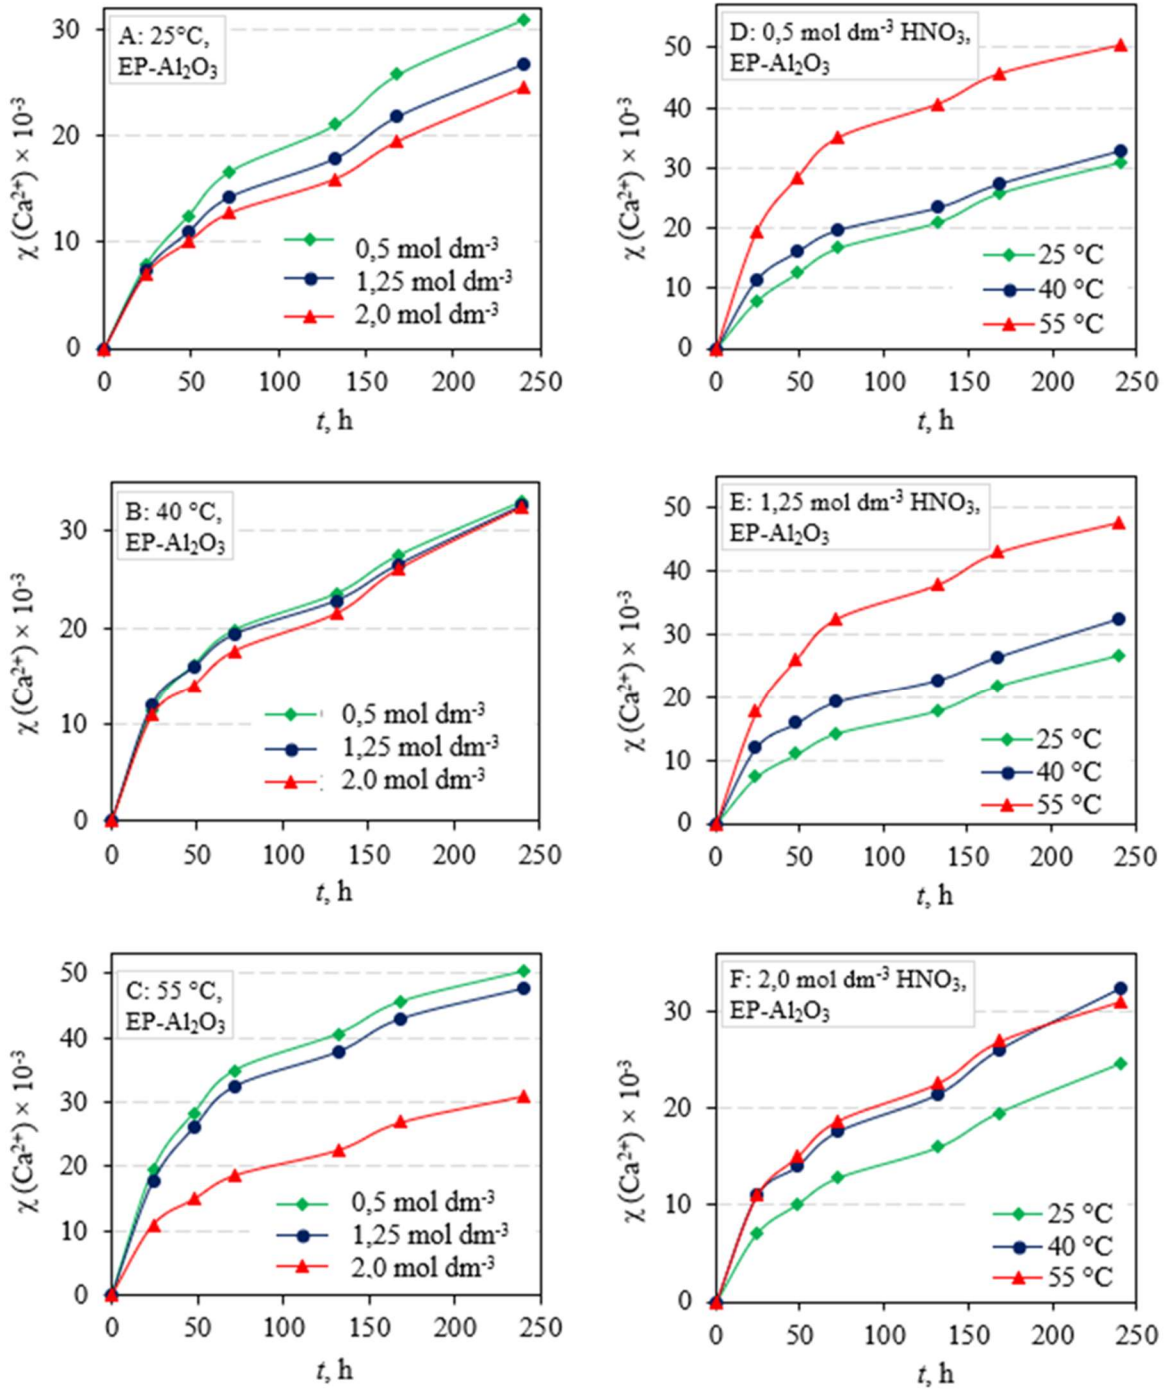 χ (Ca²⁺) × 10⁻³
30
20
10
0
A: 25°C,
EP-Al₂O₃
0,5 mol dm⁻³
1,25 mol dm⁻³
2,0 mol dm⁻³
0 50 100 150 200 250
t, h
χ (Ca²⁺) × 10⁻³
50
40
30
20
10
0
D: 0,5 mol dm⁻³ HNO₃,
EP-Al₂O₃
25 °C
40 °C
55 °C
0 50 100 150 200 250
t, h
χ (Ca²⁺) × 10⁻³
30
20
10
0
B: 40 °C,
EP-Al₂O₃
0,5 mol dm⁻³
1,25 mol dm⁻³
2,0 mol dm⁻³
0 50 100 150 200 250
t, h
χ (Ca²⁺) × 10⁻³
50
40
30
20
10
0
E: 1,25 mol dm⁻³ HNO₃,
EP-Al₂O₃
25 °C
40 °C
55 °C
0 50 100 150 200 250
t, h
χ (Ca²⁺) × 10⁻³
50
40
30
20
10
0
C: 55 °C,
EP-Al₂O₃
0,5 mol dm⁻³
1,25 mol dm⁻³
2,0 mol dm⁻³
0 50 100 150 200 250
t, h
χ (Ca²⁺) × 10⁻³
30
20
10
0
F: 2,0 mol dm⁻³ HNO₃,
EP-Al₂O₃
25 °C
40 °C
55 °C
0 50 100 150 200 250
t, h